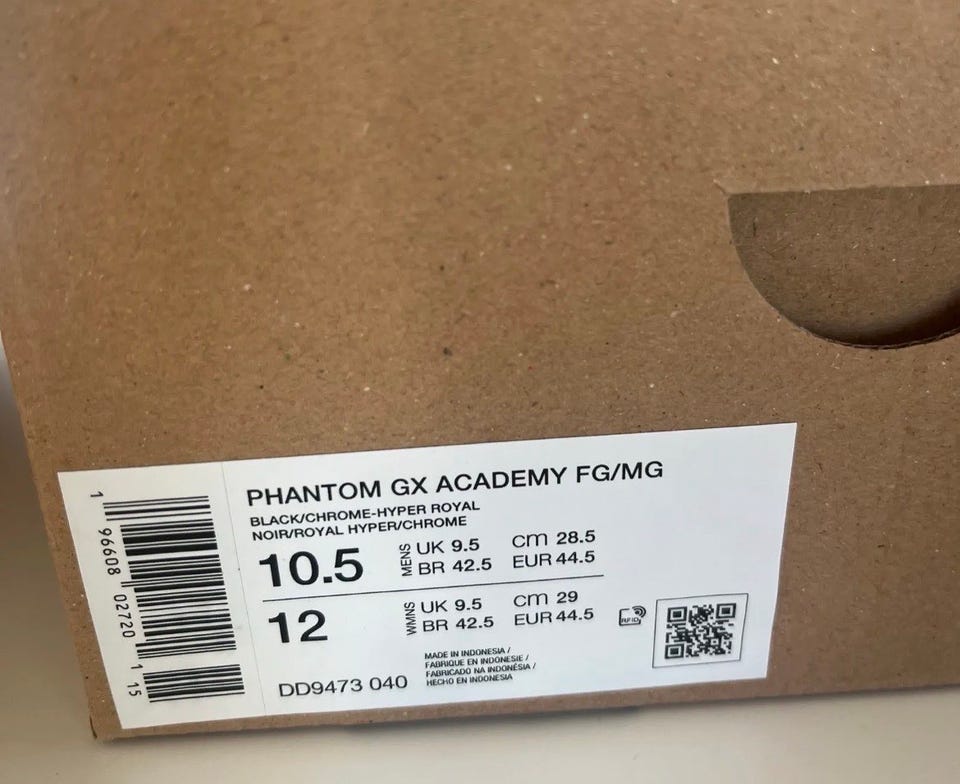 PHANTOM GX ACADEMY FG/MG
BLACK/CHROME-HYPER ROYAL
NOIR/ROYAL HYPER/CHROME
10.5 MENS UK 9.5 CM 28.5
BR 42.5 EUR 44.5
12 WMNS UK 9.5 CM 29
BR 42.5 EUR 44.5
RFID
MADE IN INDONESIA /
FABRIQUE EN INDONESIE /
FABRICADO NA INDONÉSIA /
HECHO EN INDONESIA
DD9473 040
1 96608 02720 1 15